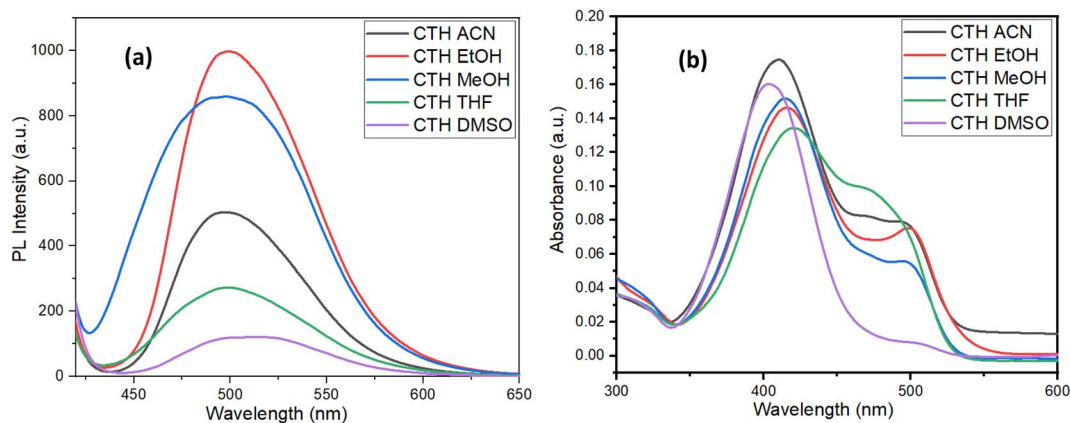 (a)
CTH ACN
CTH EtOH
CTH MeOH
CTH THF
CTH DMSO
PL Intensity (a.u.)
1000
800
600
400
200
0
450
500
550
600
650
Wavelength (nm)
(b)
CTH ACN
CTH EtOH
CTH MeOH
CTH THF
CTH DMSO
Absorbance (a.u.)
0.20
0.18
0.16
0.14
0.12
0.10
0.08
0.06
0.04
0.02
0.00
300
400
500
600
Wavelength (nm)